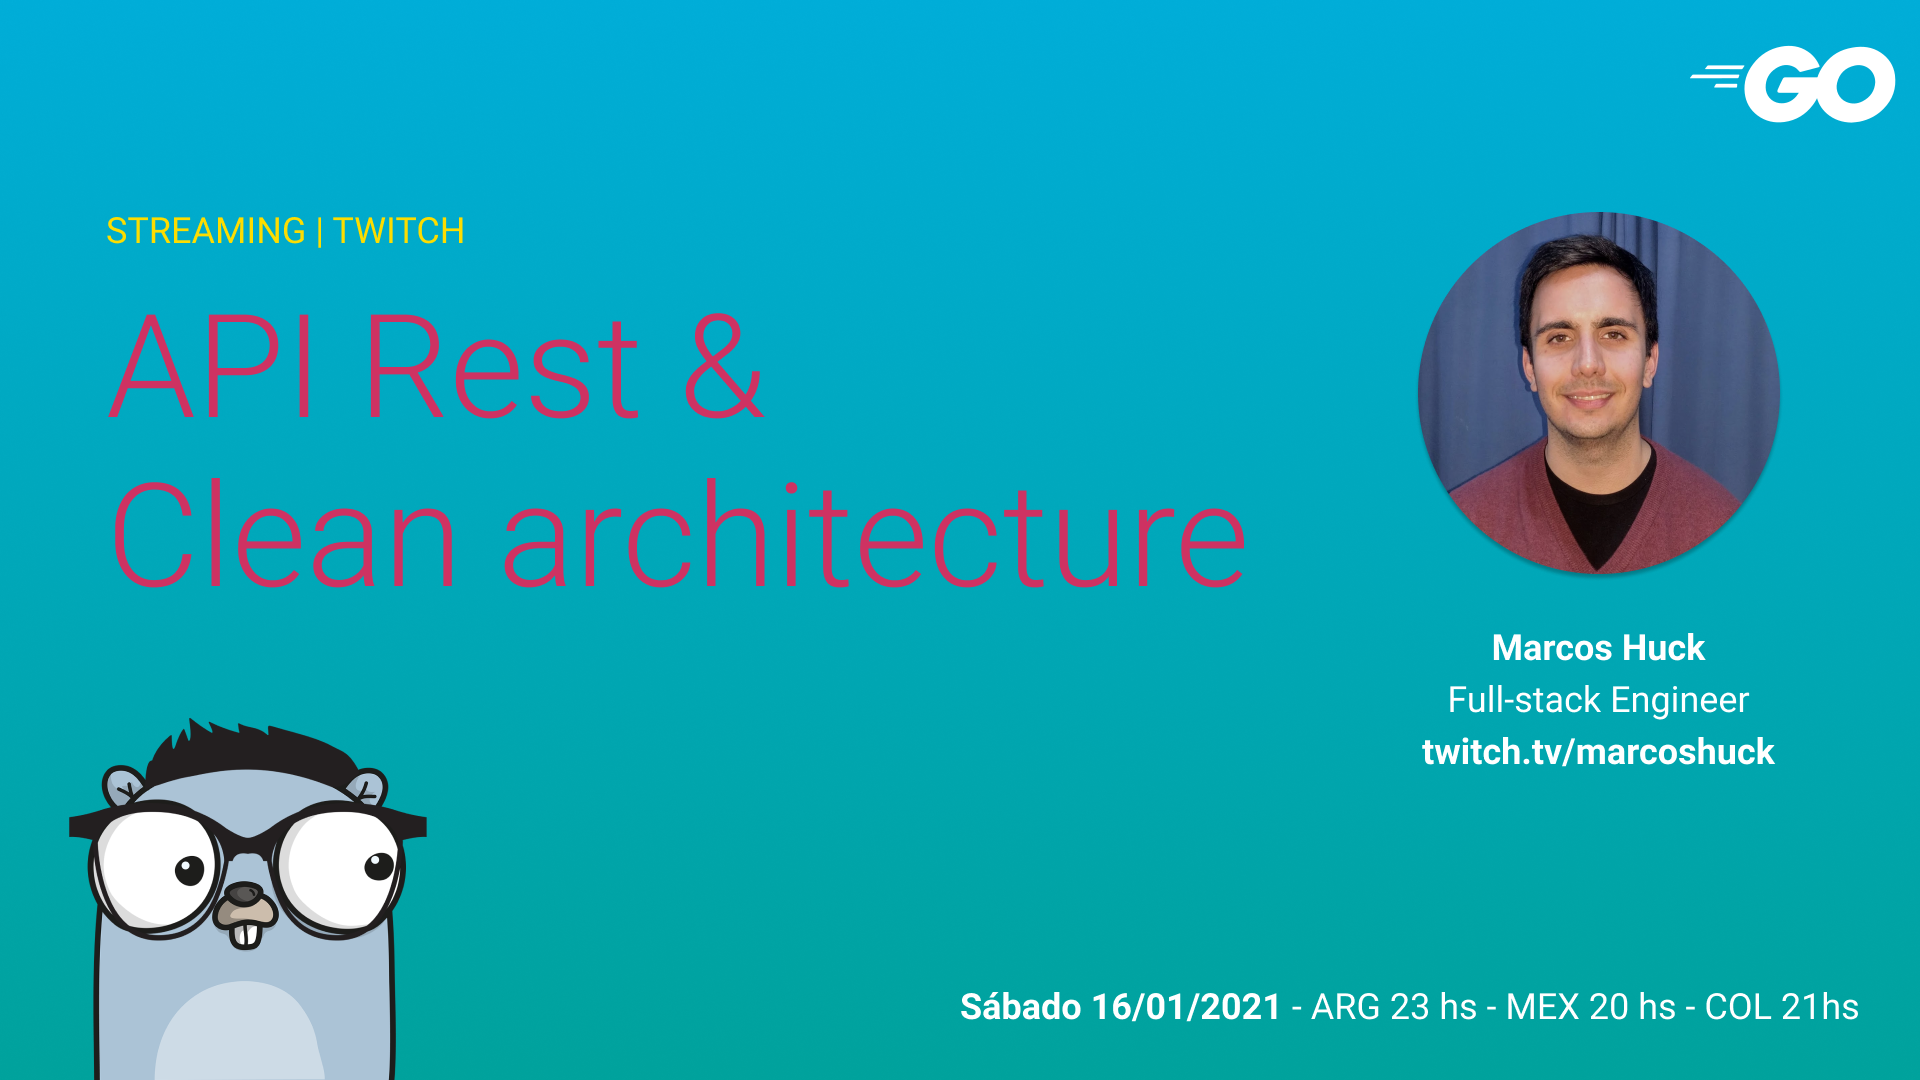 GO
STREAMING | TWITCH
API Rest &
Clean architecture
Marcos Huck
Full-stack Engineer
twitch.tv/marcoshuck
Sábado 16/01/2021 - ARG 23 hs - MEX 20 hs - COL 21hs